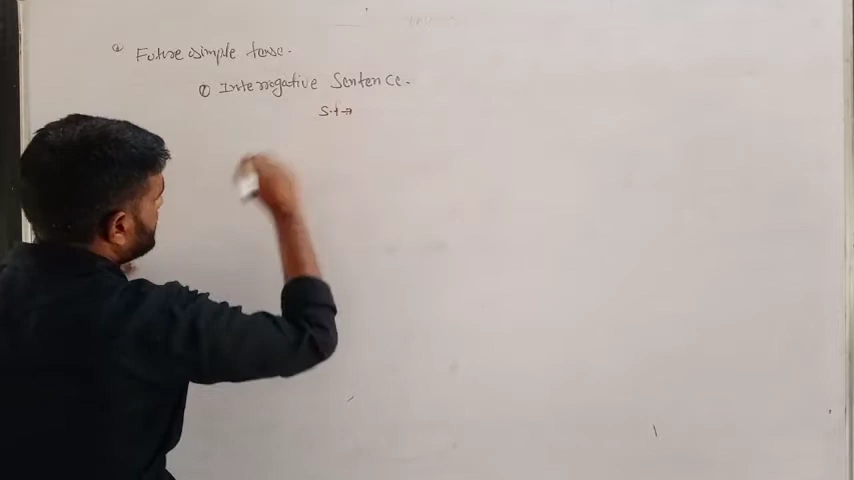 Future simple tense.
① Interrogative Sentence.
S.t→